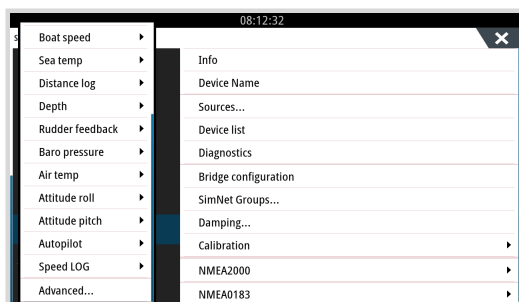 08:12:32
s
Boat speed
Sea temp
Distance log
Depth
Rudder feedback
Baro pressure
Air temp
Attitude roll
Attitude pitch
Autopilot
Speed LOG
Advanced...
Info
Device Name
Sources...
Device list
Diagnostics
Bridge configuration
SimNet Groups...
Damping...
Calibration
NMEA2000
NMEA0183